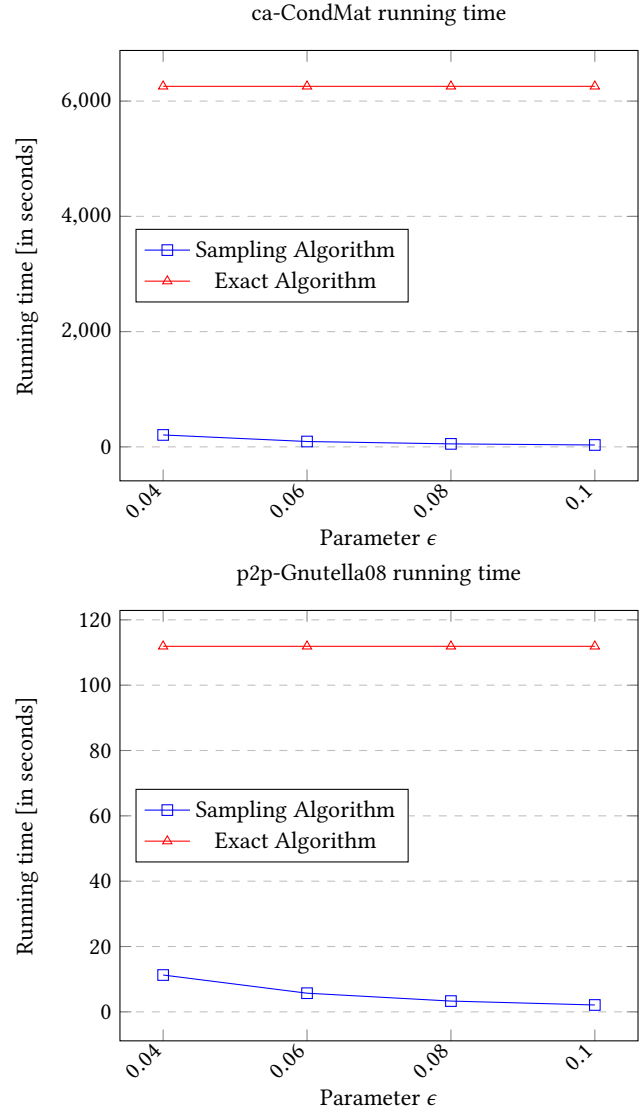 ca-CondMat running time
6,000
4,000
2,000
0
Running time [in seconds]
Sampling Algorithm
Exact Algorithm
0.04
0.06
0.08
0.1
Parameter ϵ
p2p-Gnutella08 running time
120
100
80
60
40
20
0
Running time [in seconds]
Sampling Algorithm
Exact Algorithm
0.04
0.06
0.08
0.1
Parameter ϵ